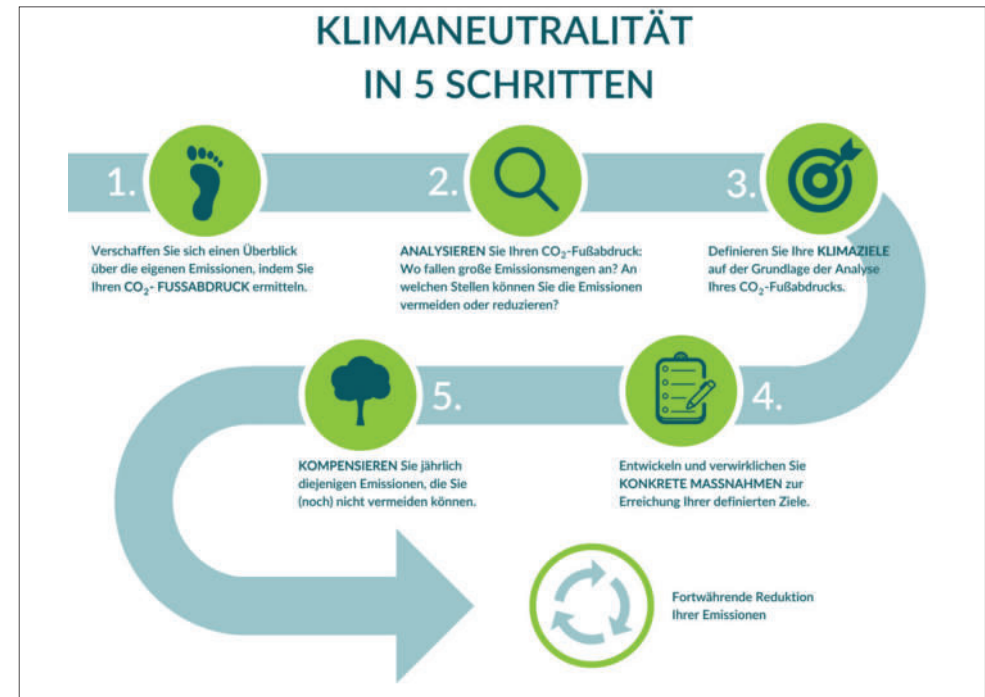 KLIMANEUTRALITÄT
IN 5 SCHRITTEN
1.
Verschaffen Sie sich einen Überblick
über die eigenen Emissionen, indem Sie
Ihren CO₂- FUSSABDRUCK ermitteln.
2.
ANALYSIEREN Sie Ihren CO₂-Fußabdruck:
Wo fallen große Emissionsmengen an? An
welchen Stellen können Sie die Emissionen
vermeiden oder reduzieren?
3.
Definieren Sie Ihre KLIMAZIELE
auf der Grundlage der Analyse
Ihres CO₂-Fußabdrucks.
4.
Entwickeln und verwirklichen Sie
KONKRETE MASSNAHMEN zur
Erreichung Ihrer definierten Ziele.
5.
KOMPENSIEREN Sie jährlich
diejenigen Emissionen, die Sie
(noch) nicht vermeiden können.
Fortwährende Reduktion
Ihrer Emissionen